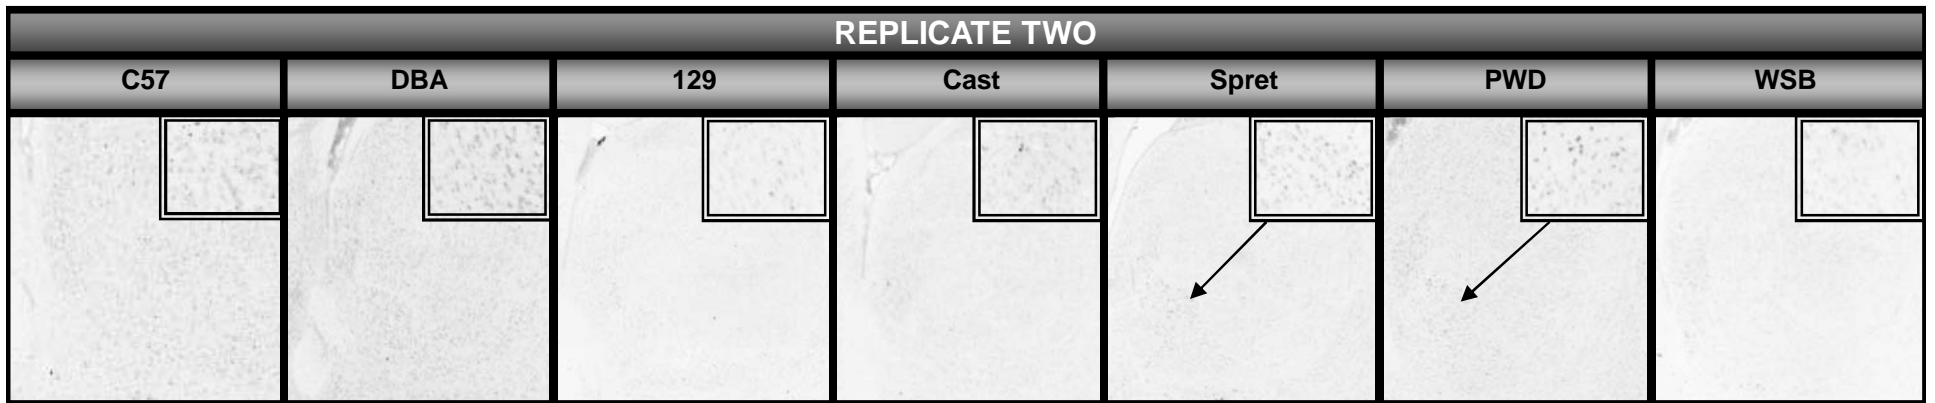 REPLICATE TWO
C57 DBA 129 Cast Spret PWD WSB